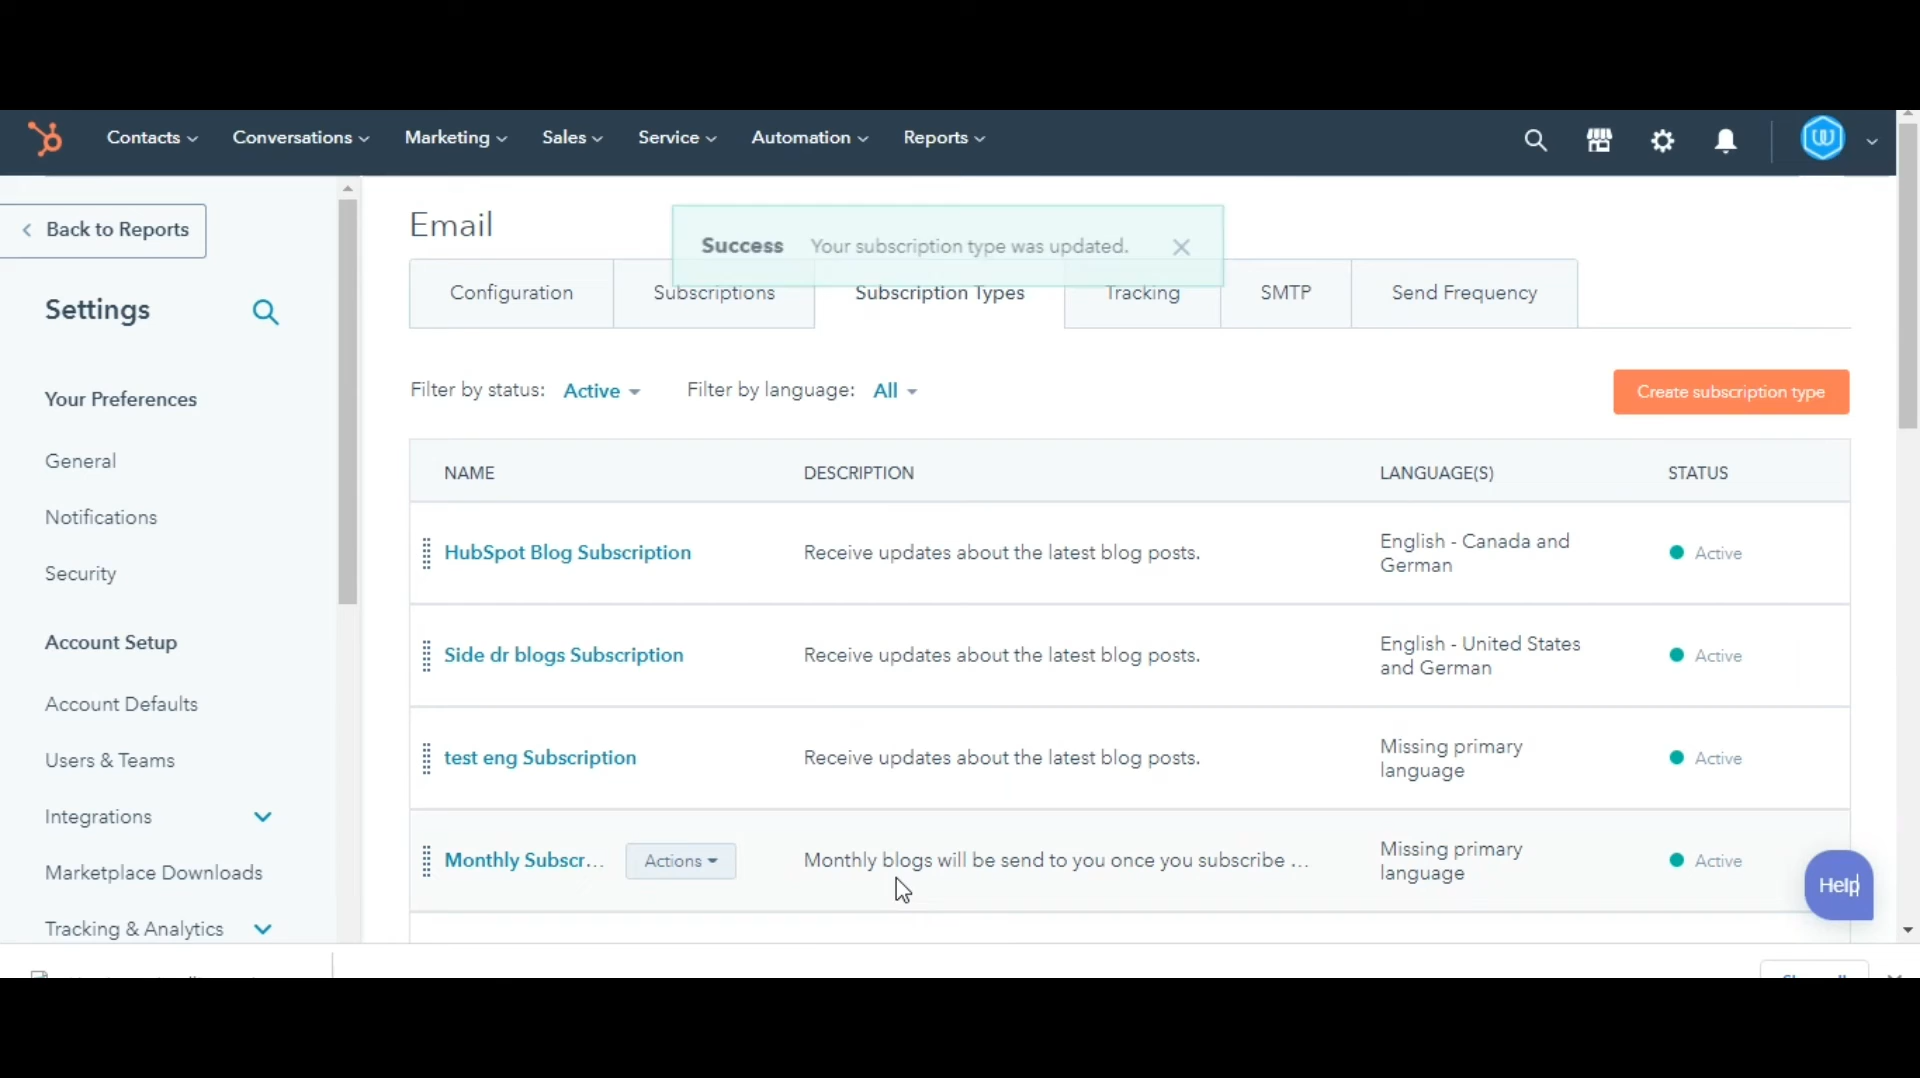 Contacts Conversations Marketing Sales Service Automation Reports
Back to Reports
Settings
Your Preferences
General
Notifications
Security
Account Setup
Account Defaults
Users & Teams
Integrations
Marketplace Downloads
Tracking & Analytics
Email
Success Your subscription type was updated.
Configuration Subscriptions Subscription Types Tracking SMTP Send Frequency
Filter by status: Active Filter by language: All
Create subscription type
NAME DESCRIPTION LANGUAGE(S) STATUS
HubSpot Blog Subscription Receive updates about the latest blog posts. English - Canada and
German
Active
Side dr blogs Subscription Receive updates about the latest blog posts. English - United States
and German
Active
test eng Subscription Receive updates about the latest blog posts. Missing primary
language
Active
Monthly Subscr... Actions Monthly blogs will be send to you once you subscribe ... Missing primary
language
Active
Help